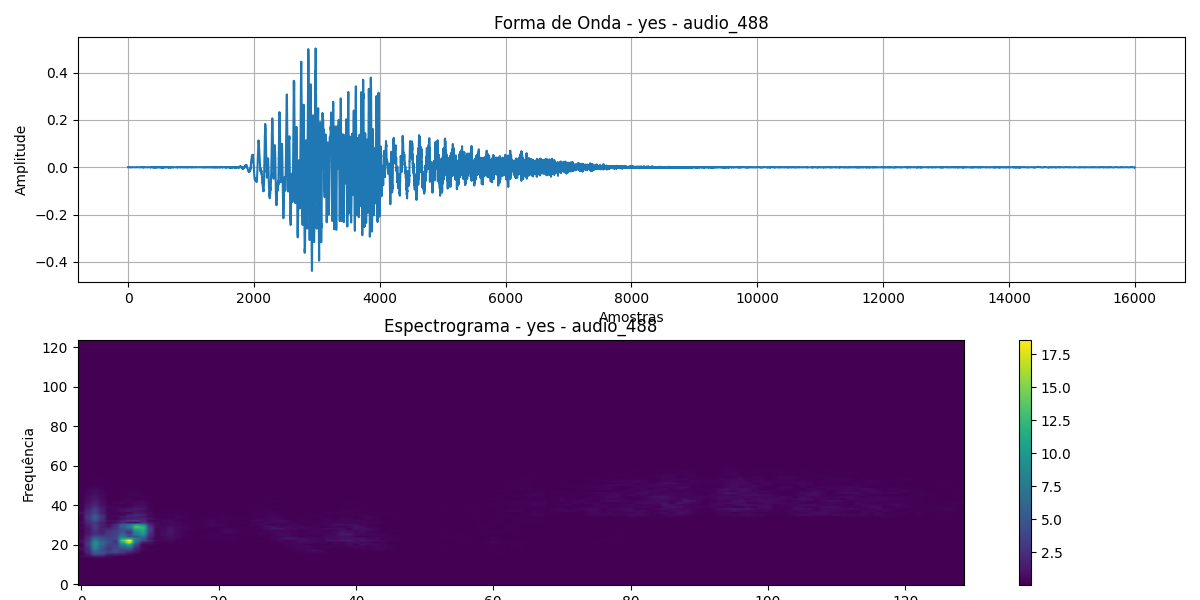 Forma de Onda - yes - audio_488
Amplitude
0.4
0.2
0.0
−0.2
−0.4
0 2000 4000 6000 8000 10000 12000 14000 16000
Amostras
Espectrograma - yes - audio_488
Frequência
120
100
80
60
40
20
0
0 20 40 60 80 100 120
17.5
15.0
12.5
10.0
7.5
5.0
2.5